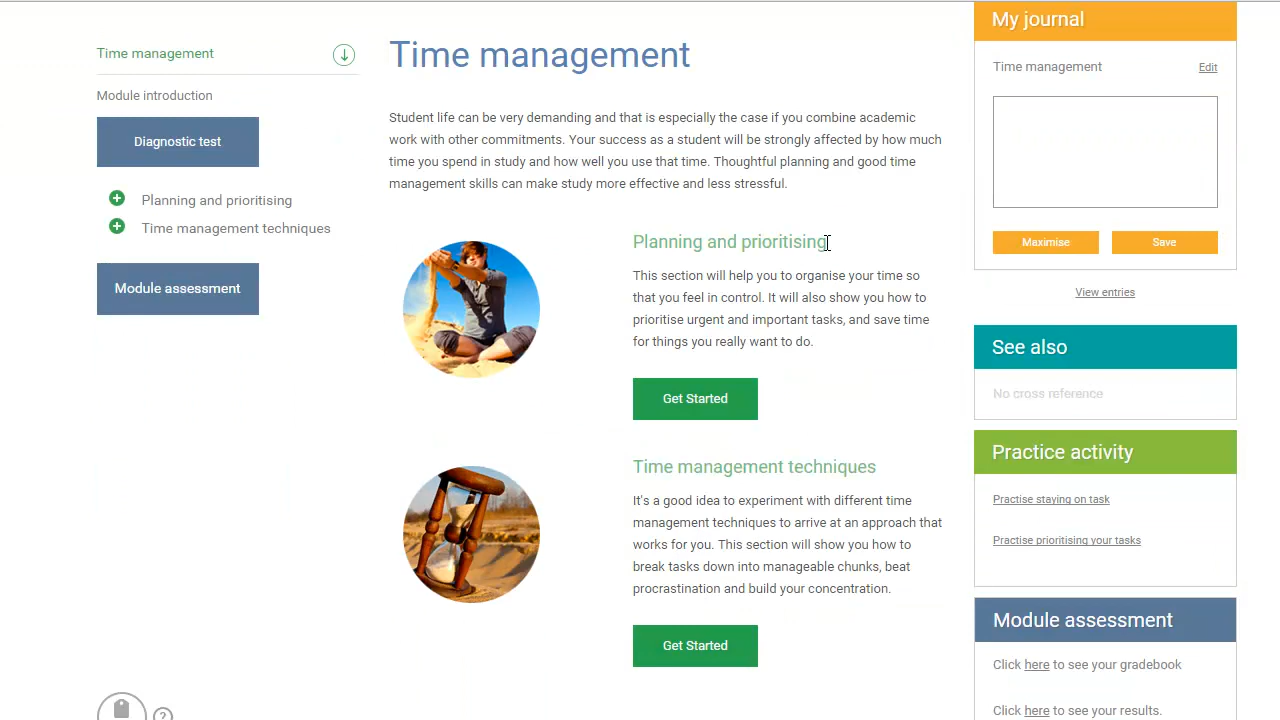 Time management
Module introduction
Diagnostic test
Planning and prioritising
Time management techniques
Module assessment
?
Time management
Student life can be very demanding and that is especially the case if you combine academic
work with other commitments. Your success as a student will be strongly affected by how much
time you spend in study and how well you use that time. Thoughtful planning and good time
management skills can make study more effective and less stressful.
Planning and prioritising
This section will help you to organise your time so
that you feel in control. It will also show you how to
prioritise urgent and important tasks, and save time
for things you really want to do.
Get Started
Time management techniques
It's a good idea to experiment with different time
management techniques to arrive at an approach that
works for you. This section will show you how to
break tasks down into manageable chunks, beat
procrastination and build your concentration.
Get Started
My journal
Time management Edit
Maximise Save
View entries
See also
No cross reference
Practice activity
Practise staying on task
Practise prioritising your tasks
Module assessment
Click here to see your gradebook
Click here to see your results.